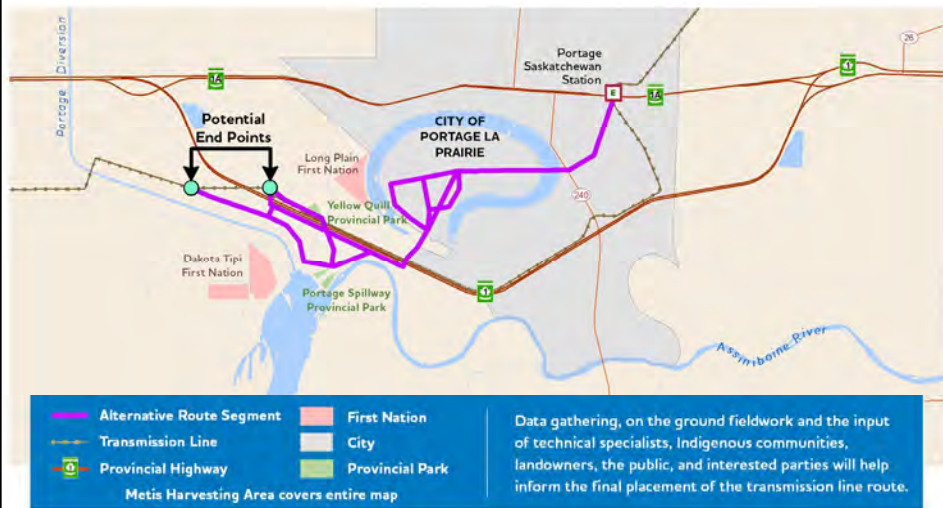 Portage Diversion
1A
Potential
End Points
Long Plain
First Nation
CITY OF
PORTAGE LA
PRAIRIE
Portage
Saskatchewan
Station
E
1A
1
26
240
Yellow Quill
Provincial Park
Dakota Tipi
First Nation
Portage Spillway
Provincial Park
1
Assiniboine River
Alternative Route Segment
Transmission Line
1
Provincial Highway
First Nation
City
Provincial Park
Metis Harvesting Area covers entire map
Data gathering, on the ground fieldwork and the input
of technical specialists, Indigenous communities,
landowners, the public, and interested parties will help
inform the final placement of the transmission line route.